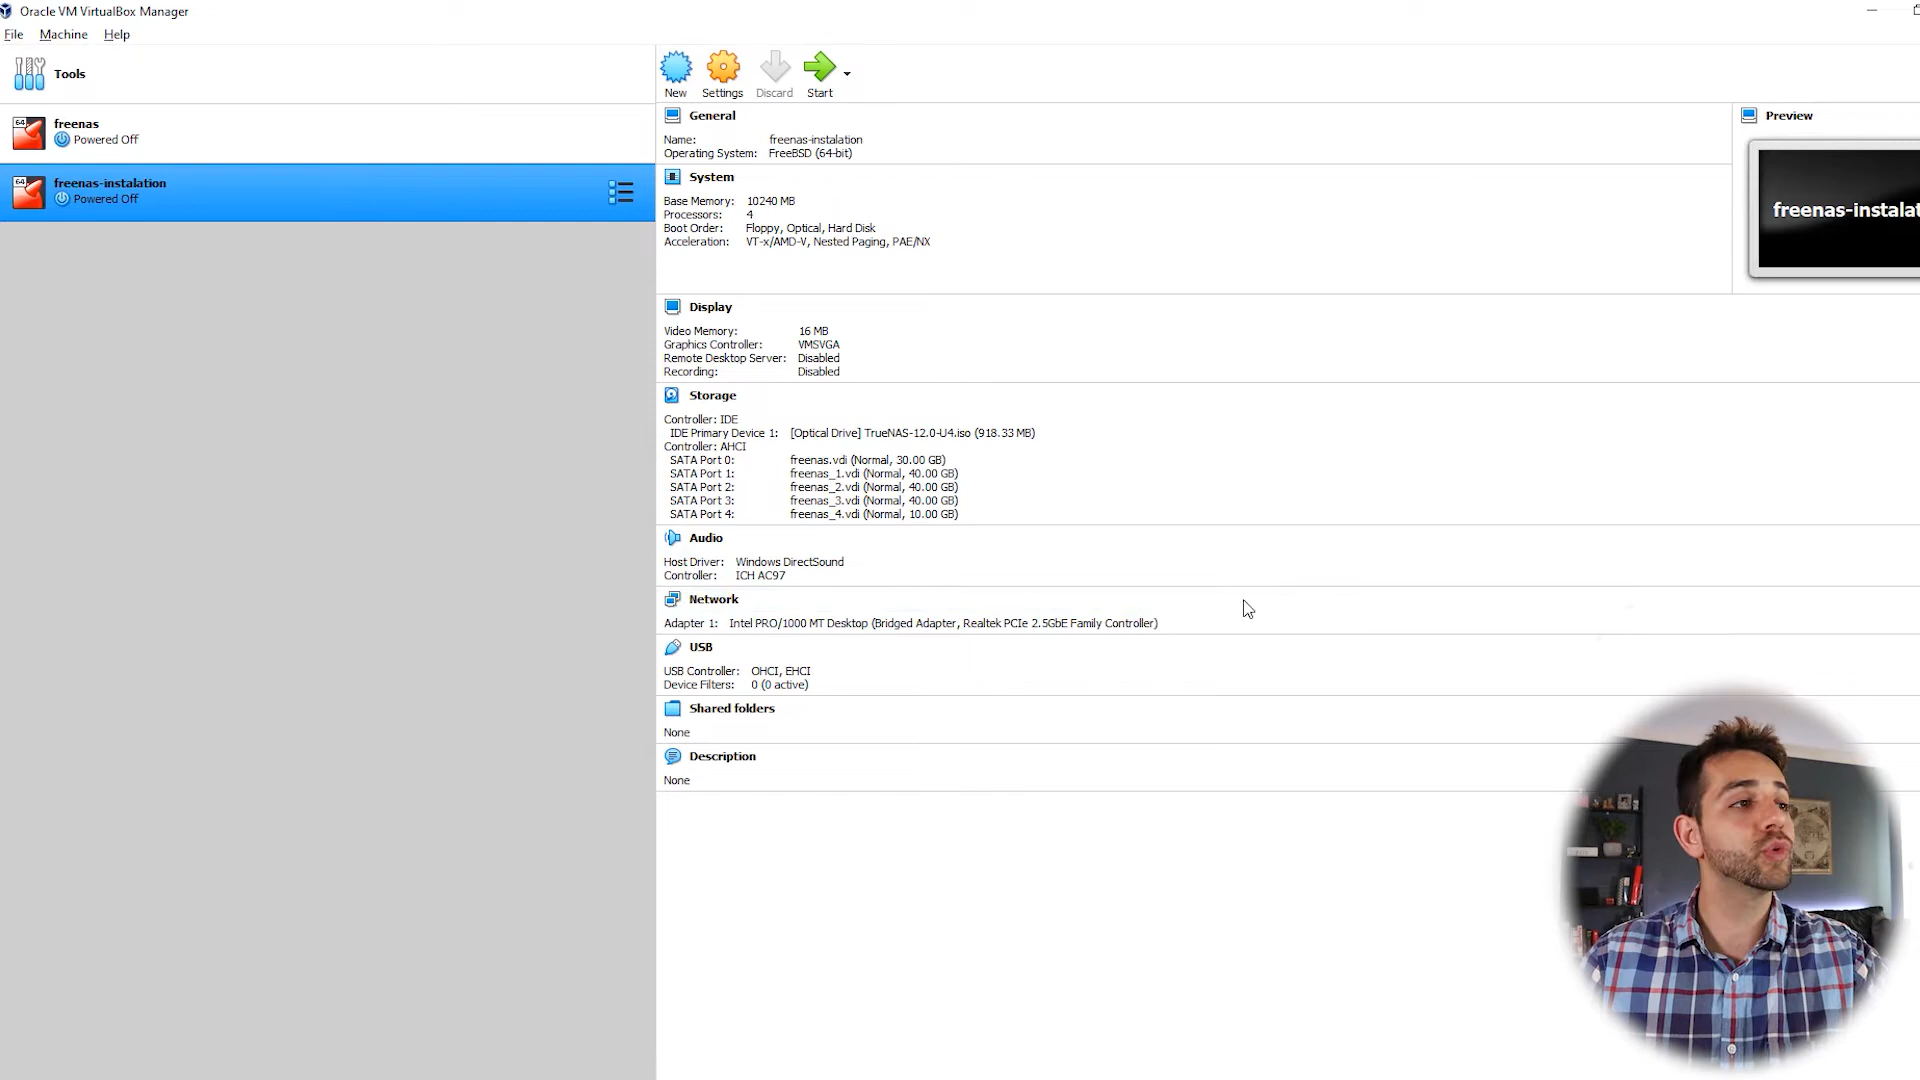 Oracle VM VirtualBox Manager
File Machine Help
Tools
New Settings Discard Start
64 freenas
Powered Off
64 freenas-instalation
Powered Off
General
Name: freenas-instalation
Operating System: FreeBSD (64-bit)
Preview
freenas-instalat
System
Base Memory: 10240 MB
Processors: 4
Boot Order: Floppy, Optical, Hard Disk
Acceleration: VT-x/AMD-V, Nested Paging, PAE/NX
Display
Video Memory: 16 MB
Graphics Controller: VMSVGA
Remote Desktop Server: Disabled
Recording: Disabled
Storage
Controller: IDE
IDE Primary Device 1: [Optical Drive] TrueNAS-12.0-U4.iso (918.33 MB)
Controller: AHCI
SATA Port 0: freenas.vdi (Normal, 30.00 GB)
SATA Port 1: freenas_1.vdi (Normal, 40.00 GB)
SATA Port 2: freenas_2.vdi (Normal, 40.00 GB)
SATA Port 3: freenas_3.vdi (Normal, 40.00 GB)
SATA Port 4: freenas_4.vdi (Normal, 10.00 GB)
Audio
Host Driver: Windows DirectSound
Controller: ICH AC97
Network
Adapter 1: Intel PRO/1000 MT Desktop (Bridged Adapter, Realtek PCIe 2.5GbE Family Controller)
USB
USB Controller: OHCI, EHCI
Device Filters: 0 (0 active)
Shared folders
None
Description
None